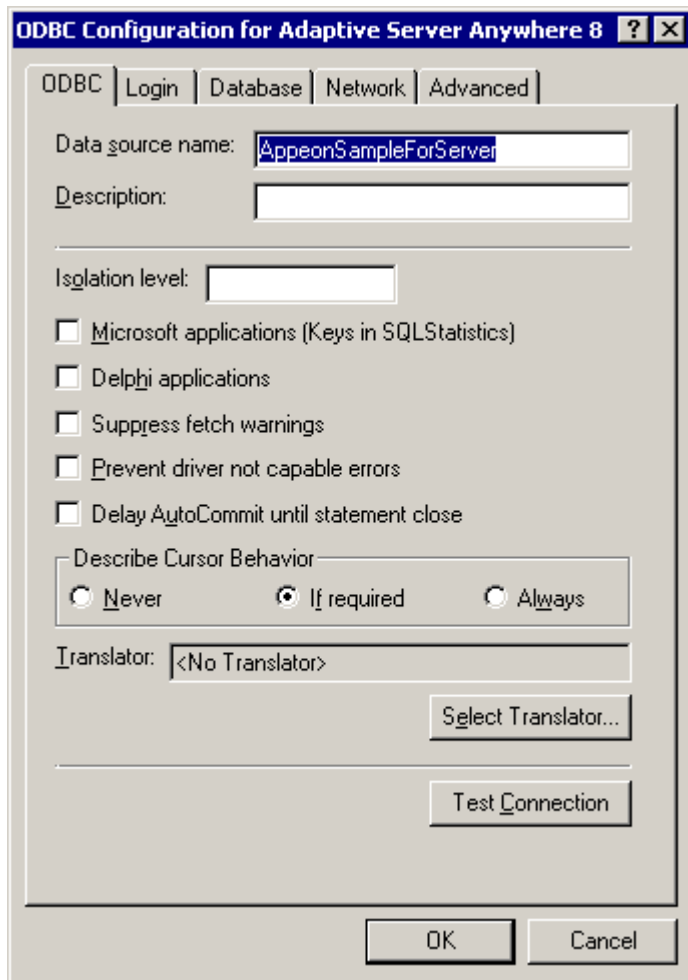 ODBC Configuration for Adaptive Server Anywhere 8
ODBC Login Database Network Advanced
Data source name: AppeonSampleForServer
Description:
Isolation level:
Microsoft applications (Keys in SQLStatistics)
Delphi applications
Suppress fetch warnings
Prevent driver not capable errors
Delay AutoCommit until statement close
Describe Cursor Behavior
Never If required Always
Translator: <No Translator>
Select Translator...
Test Connection
OK Cancel